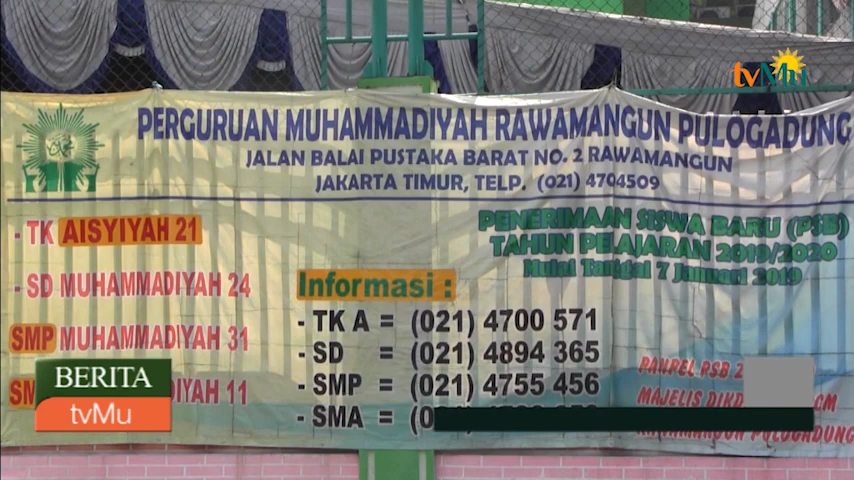 tvMu
PERGURUAN MUHAMMADIYAH RAWAMANGUN PULOGADUNG
JALAN BALAI PUSTAKA BARAT NO. 2 RAWAMANGUN
JAKARTA TIMUR, TELP. (021) 4704509
PENERIMAAN SISWA BARU (PSB)
TAHUN PELAJARAN 2019/2020
Mulai Tanggal 7 Januari 2019
- TK AISYIYAH 21
- SD MUHAMMADIYAH 24
SMP MUHAMMADIYAH 31
11
Informasi :
- TK A = (021) 4700 571
- SD = (021) 4894 365
- SMP = (021) 4755 456
- SMA =
PANPEL PSB
MAJELIS
RAWAMANGUN PULOGADUNG
BERITA
tvMu